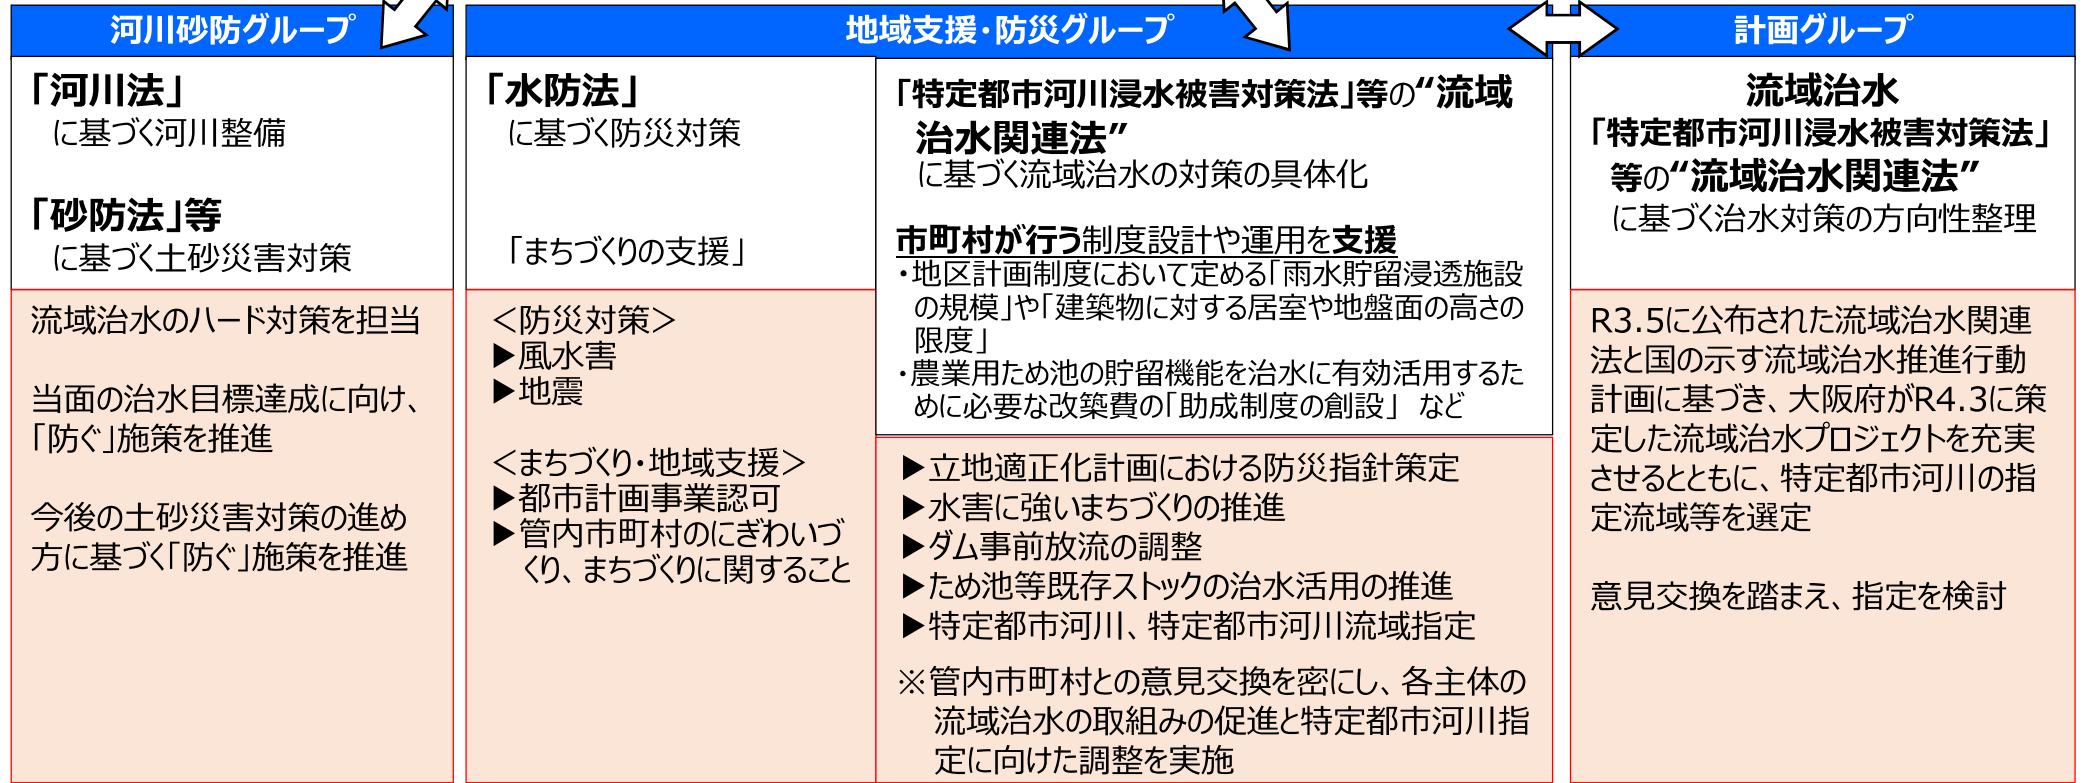 河川砂防グループ
「河川法」
に基づく河川整備
「砂防法」等
に基づく土砂災害対策
流域治水のハード対策を担当
当面の治水目標達成に向け、
「防ぐ」施策を推進
今後の土砂災害対策の進め
方に基づく「防ぐ」施策を推進
地域支援・防災グループ
「水防法」
に基づく防災対策
「まちづくりの支援」
＜防災対策＞
▶風水害
▶地震
＜まちづくり・地域支援＞
▶都市計画事業認可
▶管内市町村のにぎわいづ
くり、まちづくりに関すること
「特定都市河川浸水被害対策法」等の“流域
治水関連法”
に基づく流域治水の対策の具体化
市町村が行う制度設計や運用を支援
・地区計画制度において定める「雨水貯留浸透施設
の規模」や「建築物に対する居室や地盤面の高さの
限度」
・農業用ため池の貯留機能を治水に有効活用するた
めに必要な改築費の「助成制度の創設」 など
▶立地適正化計画における防災指針策定
▶水害に強いまちづくりの推進
▶ダム事前放流の調整
▶ため池等既存ストックの治水活用の推進
▶特定都市河川、特定都市河川流域指定
※管内市町村との意見交換を密にし、各主体の
流域治水の取組みの促進と特定都市河川指
定に向けた調整を実施
計画グループ
流域治水
「特定都市河川浸水被害対策法」
等の“流域治水関連法”
に基づく治水対策の方向性整理
R3.5に公布された流域治水関連
法と国の示す流域治水推進行動
計画に基づき、大阪府がR4.3に策
定した流域治水プロジェクトを充実
させるとともに、特定都市河川の指
定流域等を選定
意見交換を踏まえ、指定を検討